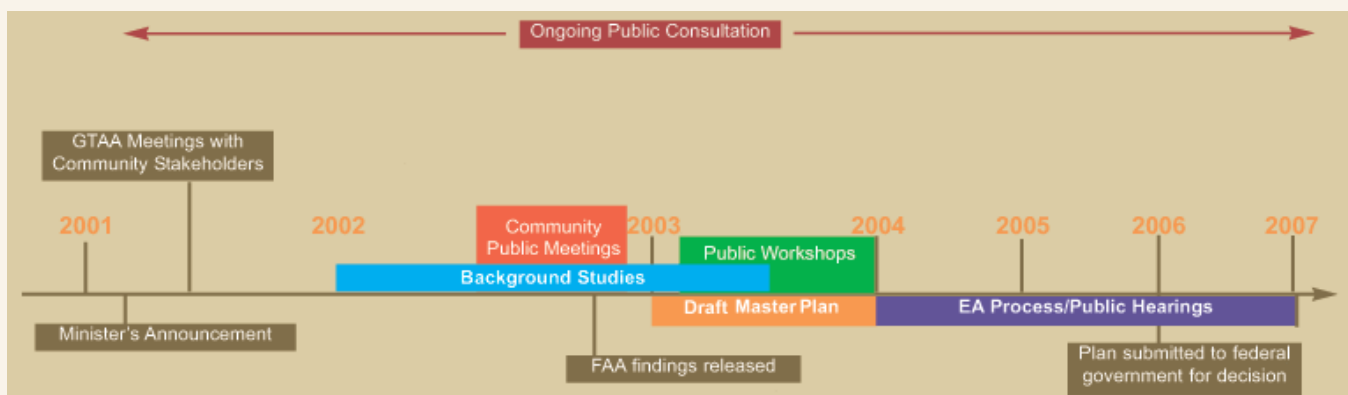 Ongoing Public Consultation
GTAA Meetings with
Community Stakeholders
2001
2002
Community
Public Meetings
2003
Public Workshops
2004
2005
2006
2007
Background Studies
Draft Master Plan
EA Process/Public Hearings
Minister's Announcement
FAA findings released
Plan submitted to federal
government for decision